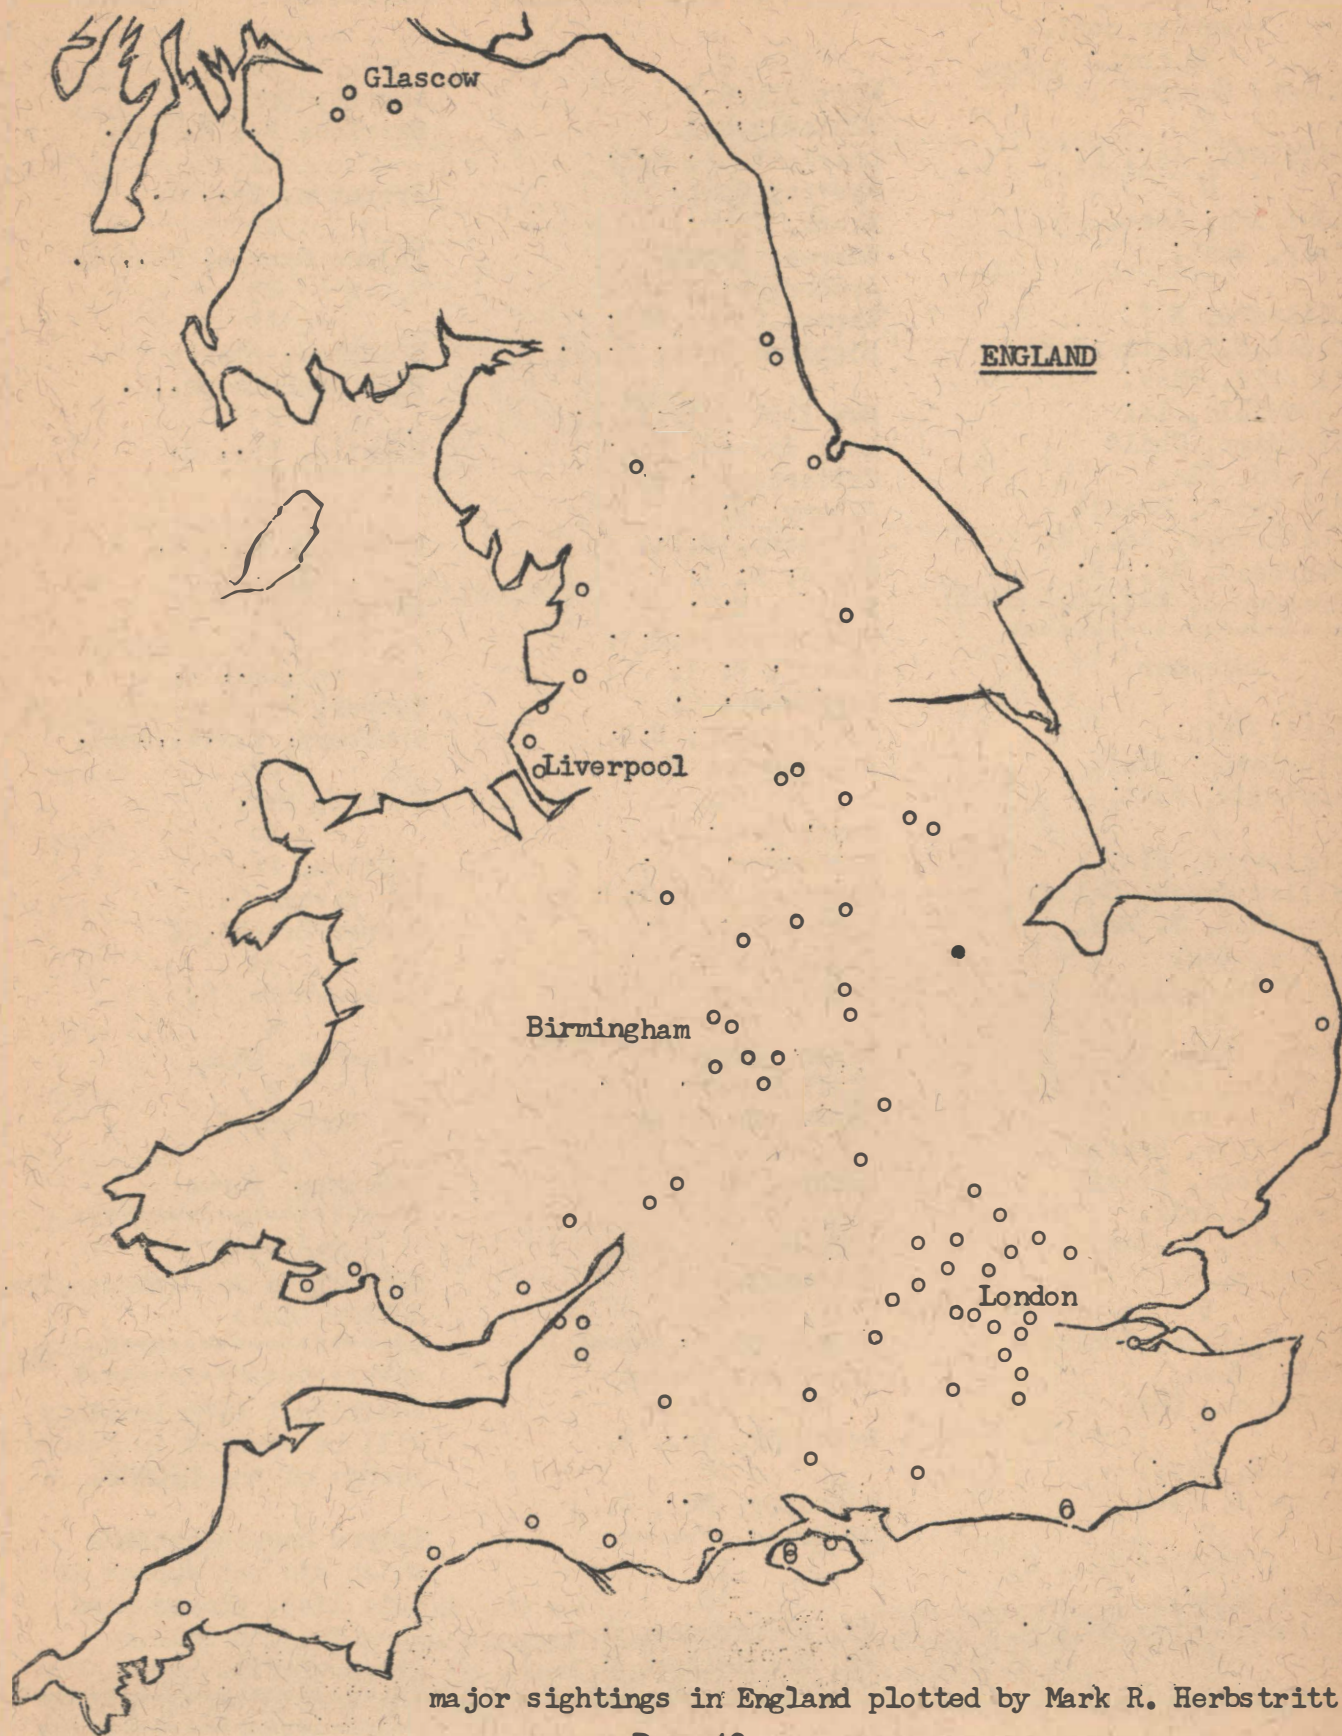 Glascow
ENGLAND
Liverpool
Birmingham
London
major sightings in England plotted by Mark R. Herbstritt